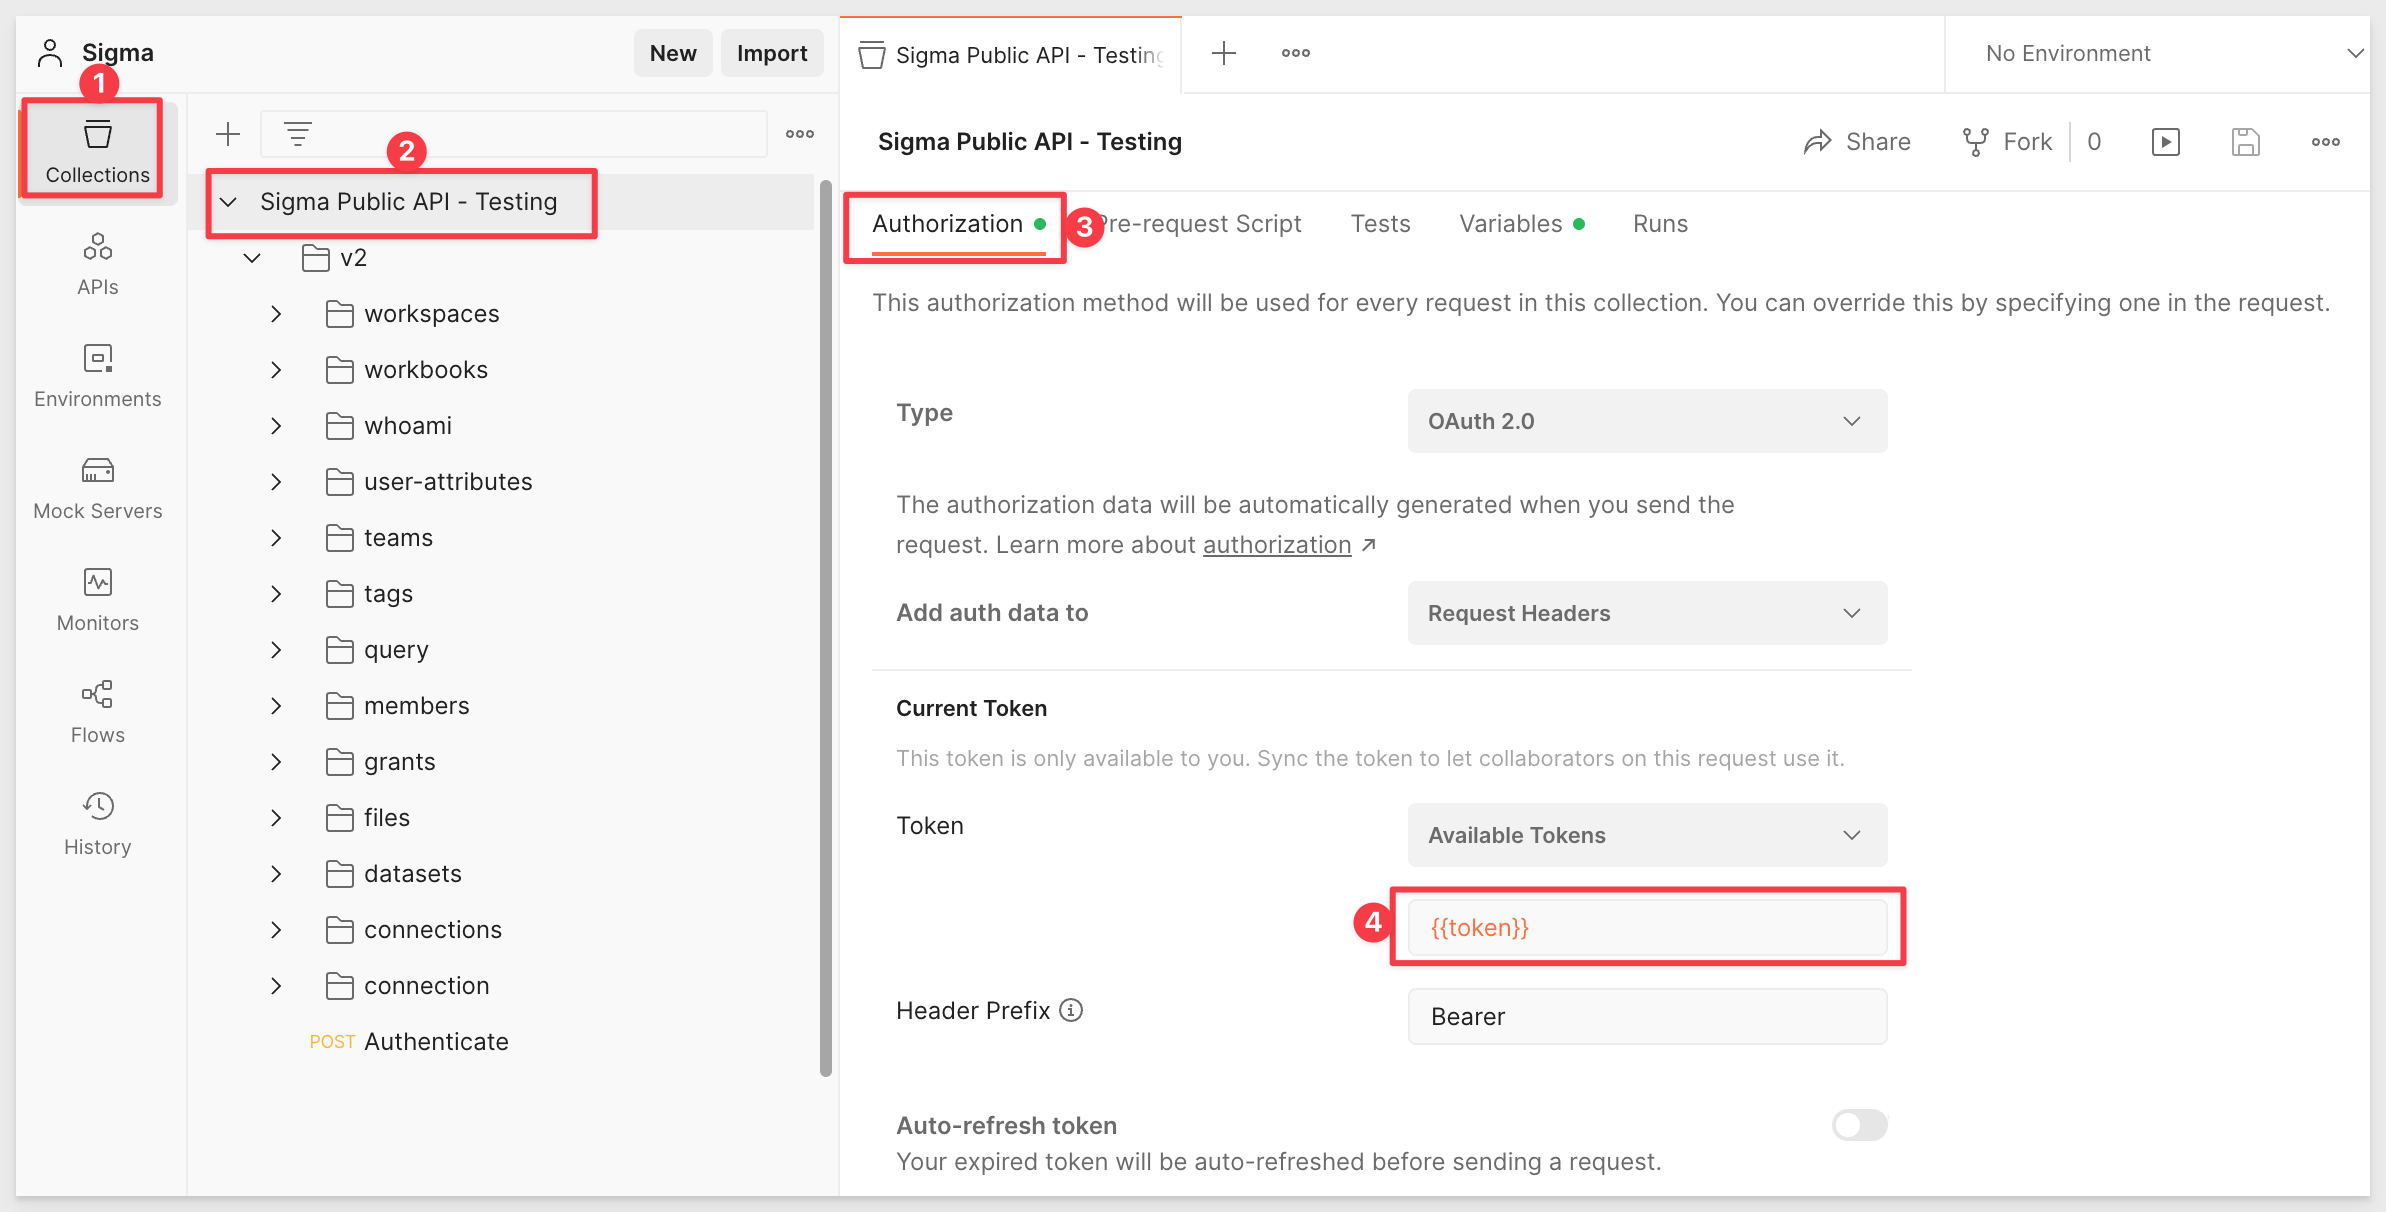 Sigma
New
Import
1
Collections
APIs
Environments
Mock Servers
Monitors
Flows
History
2
Sigma Public API - Testing
v2
workspaces
workbooks
whoami
user-attributes
teams
tags
query
members
grants
files
datasets
connections
connection
POST Authenticate
Sigma Public API - Testing
No Environment
Sigma Public API - Testing
Share
Fork
0
Authorization
3
Pre-request Script
Tests
Variables
Runs
This authorization method will be used for every request in this collection. You can override this by specifying one in the request.
Type
OAuth 2.0
The authorization data will be automatically generated when you send the
request. Learn more about authorization ↗
Add auth data to
Request Headers
Current Token
This token is only available to you. Sync the token to let collaborators on this request use it.
Token
Available Tokens
4
{{token}}
Header Prefix
Bearer
Auto-refresh token
Your expired token will be auto-refreshed before sending a request.